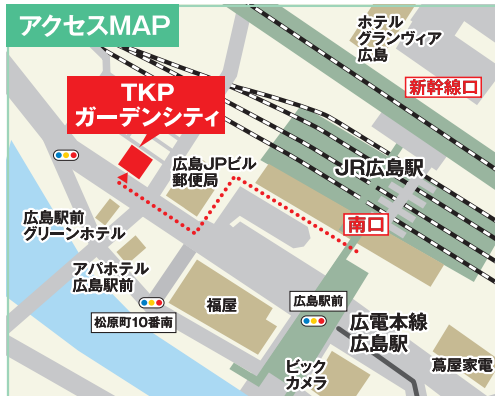 アクセスMAP
ホテル
グランヴィア
広島
新幹線口
TKP
ガーデンシティ
広島JPビル
郵便局
JR広島駅
南口
広島駅前
グリーンホテル
アパホテル
広島駅前
福屋
広島駅前
松原町10番南
広電本線
広島駅
ビック
カメラ
蔦屋家電